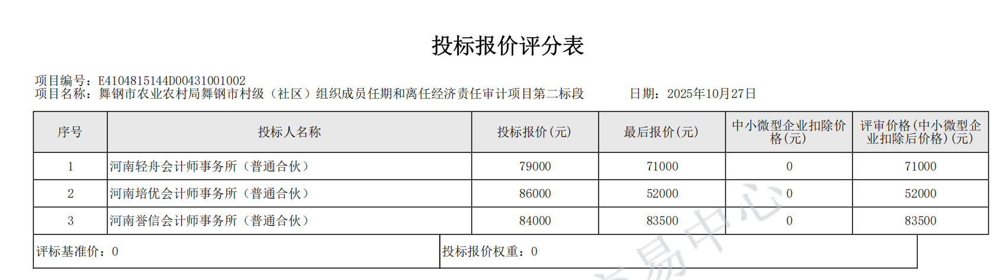 投标报价评分表
项目编号：E4104815144D00431001002
项目名称：舞钢市农业农村局舞钢市村级（社区）组织成员任期和离任经济责任审计项目第二标段 日期：2025年10月27日
序号 投标人名称 投标报价(元) 最后报价(元) 中小微型企业扣除价格(元) 评审价格(中小微型企业扣除后价格)(元)
1 河南轻舟会计师事务所（普通合伙） 79000 71000 0 71000
2 河南培优会计师事务所（普通合伙） 86000 52000 0 52000
3 河南誉信会计师事务所（普通合伙） 84000 83500 0 83500
评标基准价：0 投标报价权重：0
易中心